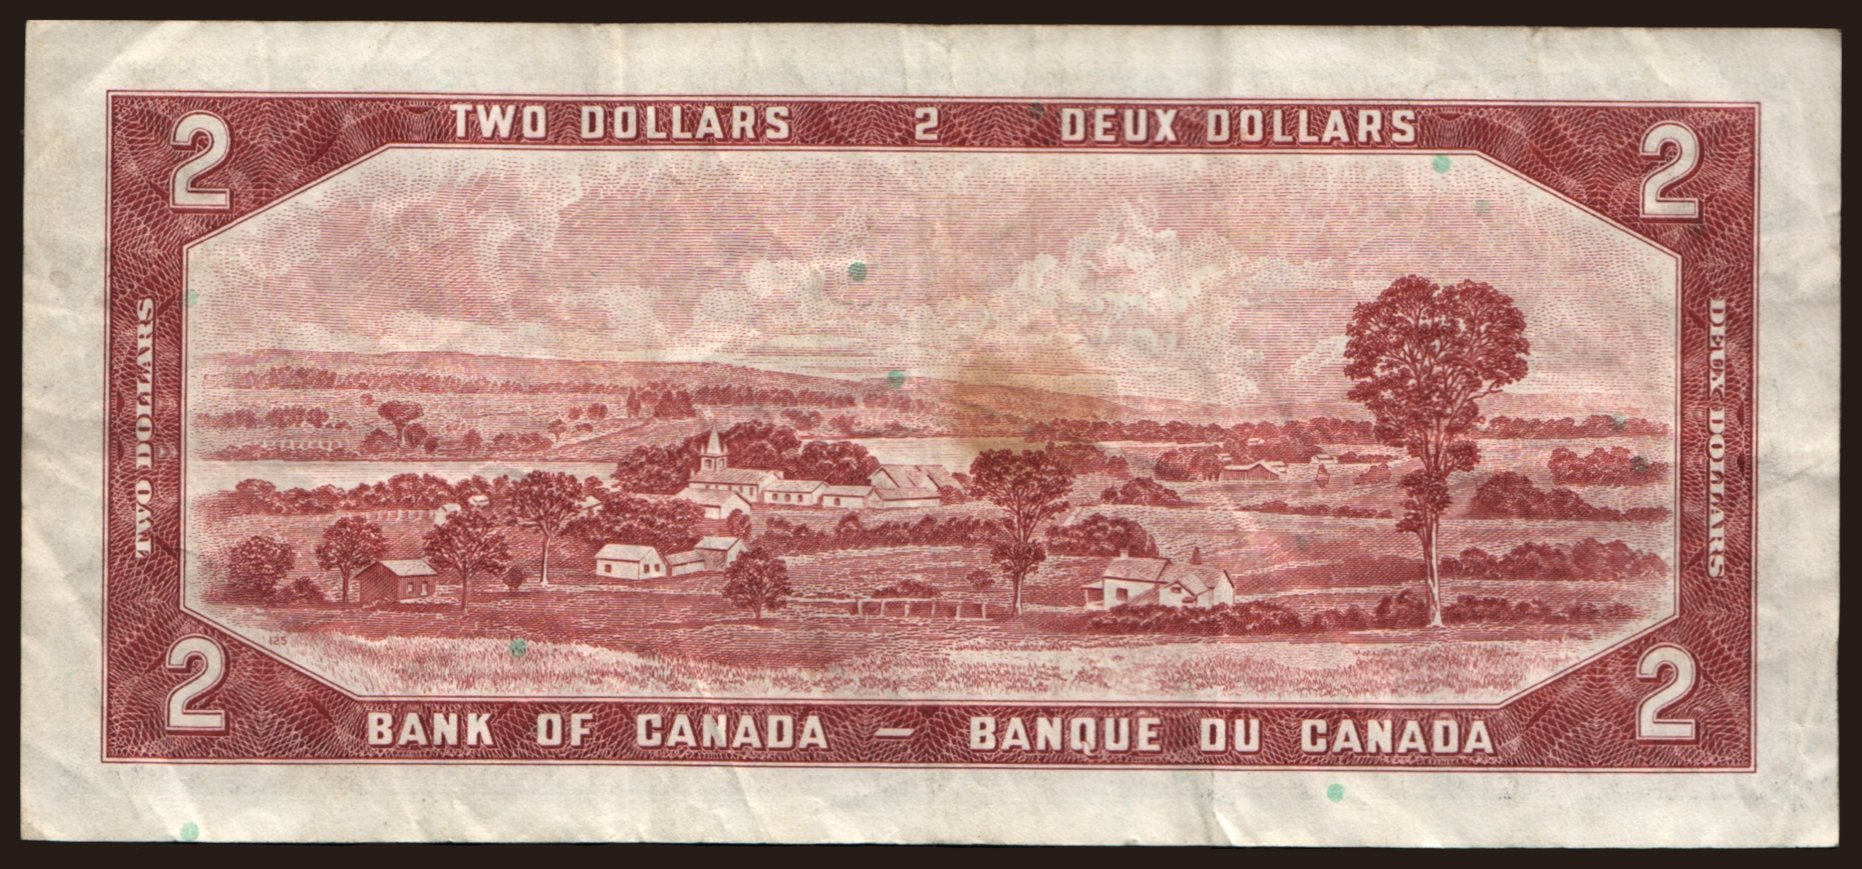 TWO DOLLARS 2 DEUX DOLLARS
2 2
TWO DOLLARS
DEUX DOLLARS
125
2 2
BANK OF CANADA — BANQUE DU CANADA